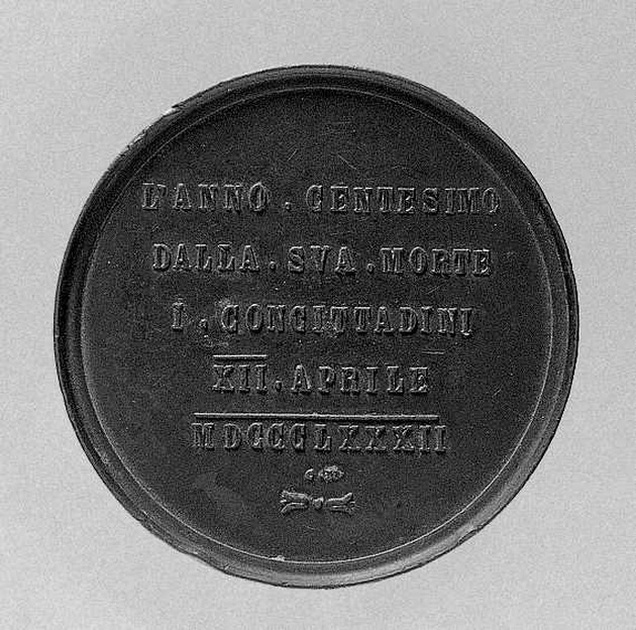 L'ANNO . CENTESIMO
DALLA . SVA . MORTE
I . CONCITTADINI
XII . APRILE
MDCCCLXXXII